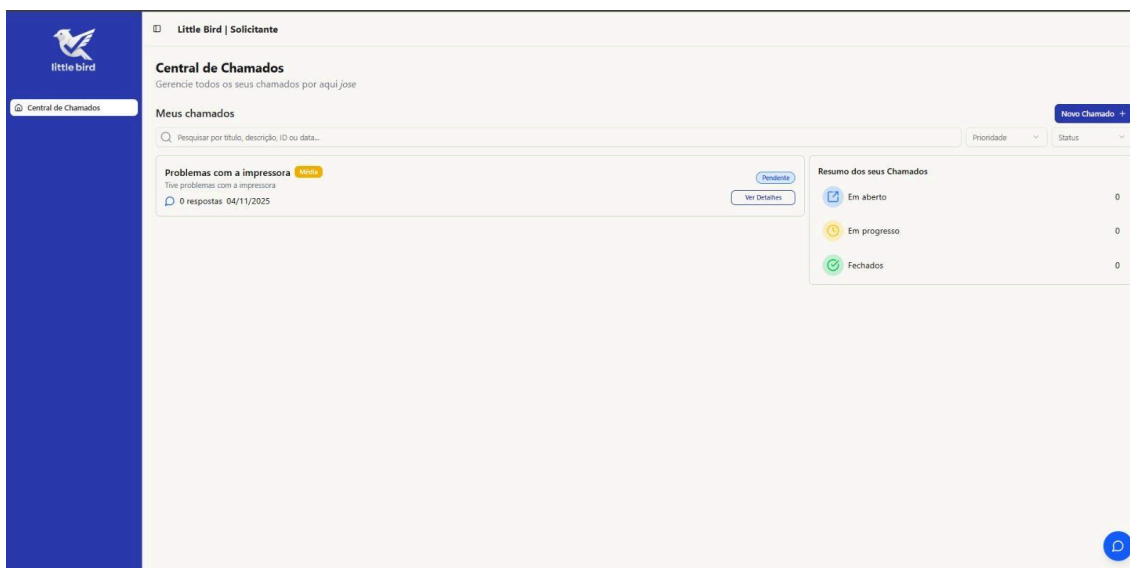 little bird
Central de Chamados
Little Bird | Solicitante
Central de Chamados
Gerencie todos os seus chamados por aqui jose
Meus chamados
Novo Chamado +
Pesquisar por título, descrição, ID ou data...
Prioridade
Status
Problemas com a impressora Média
Tive problemas com a impressora
0 respostas 04/11/2025
Pendente
Ver Detalhes
Resumo dos seus Chamados
Em aberto 0
Em progresso 0
Fechados 0